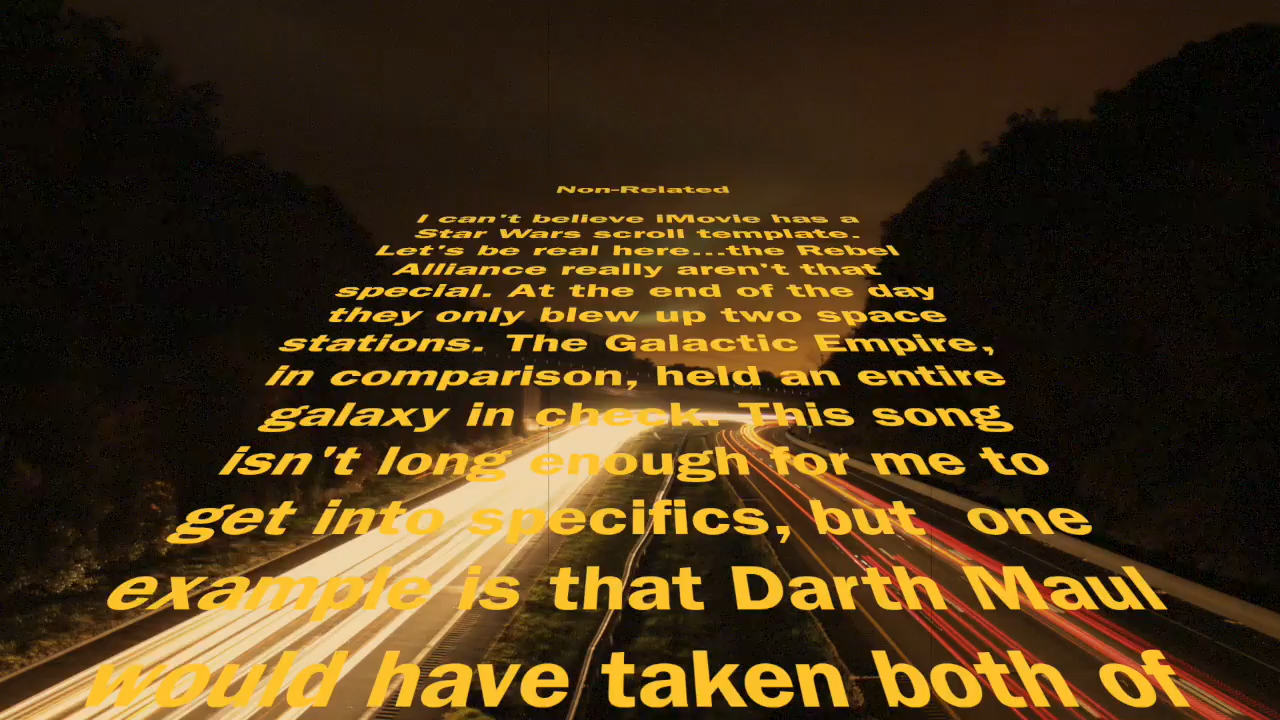 Non-Related
I can't believe iMovie has a
Star Wars scroll template.
Let's be real here...the Rebel
Alliance really aren't that
special. At the end of the day
they only blew up two space
stations. The Galactic Empire,
in comparison, held an entire
galaxy in check. This song
isn't long enough for me to
get into specifics, but  one
example is that Darth Maul
would have taken both of